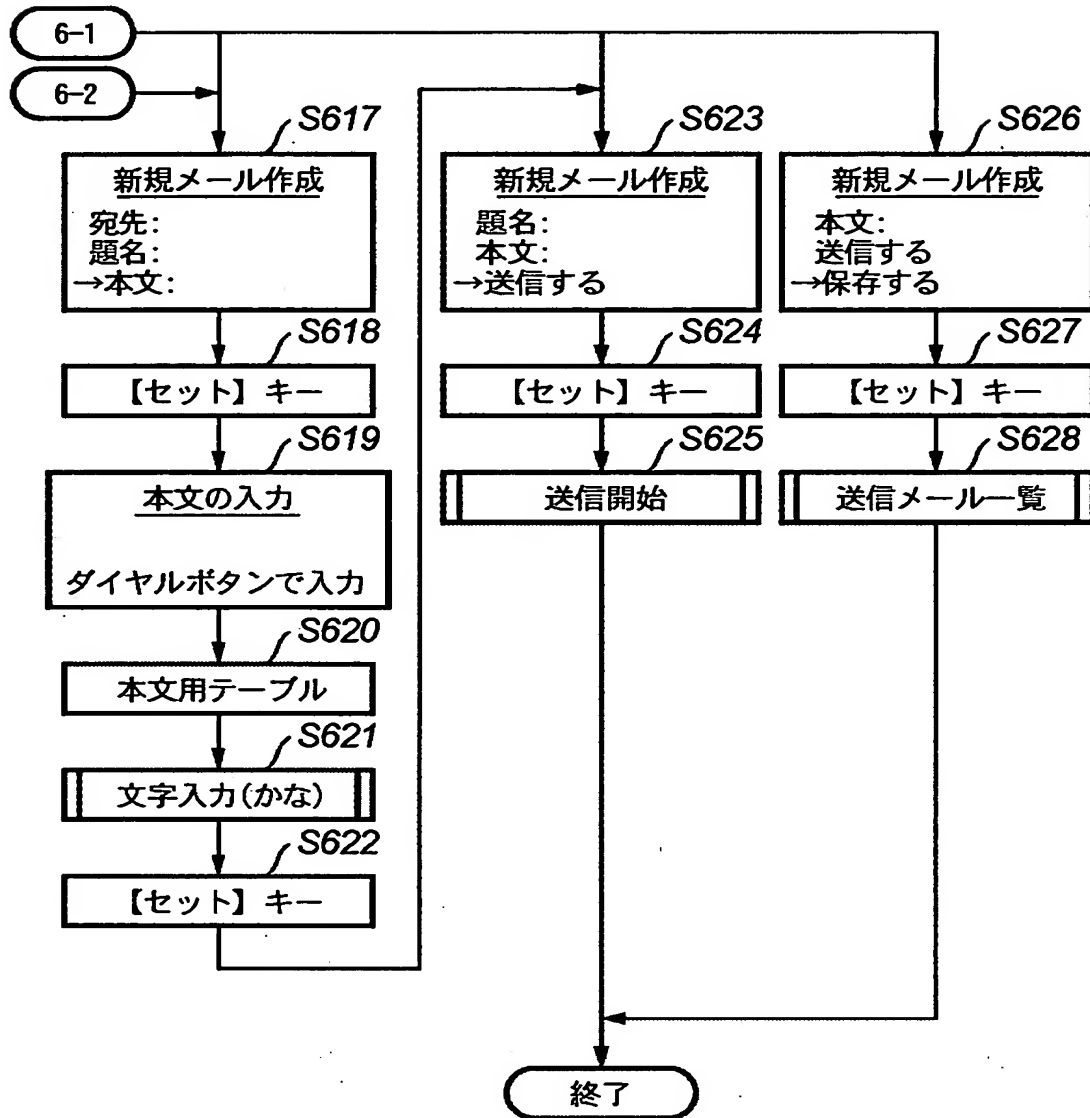 6-1
6-2
S617
新規メール作成
宛先:
題名:
→本文:
S618
【セット】キー
S619
本文の入力
ダイヤルボタンで入力
S620
本文用テーブル
S621
文字入力(かな)
S622
【セット】キー
S623
新規メール作成
題名:
本文:
→送信する
S624
【セット】キー
S625
送信開始
S626
新規メール作成
本文:
送信する
→保存する
S627
【セット】キー
S628
送信メール一覧
終了